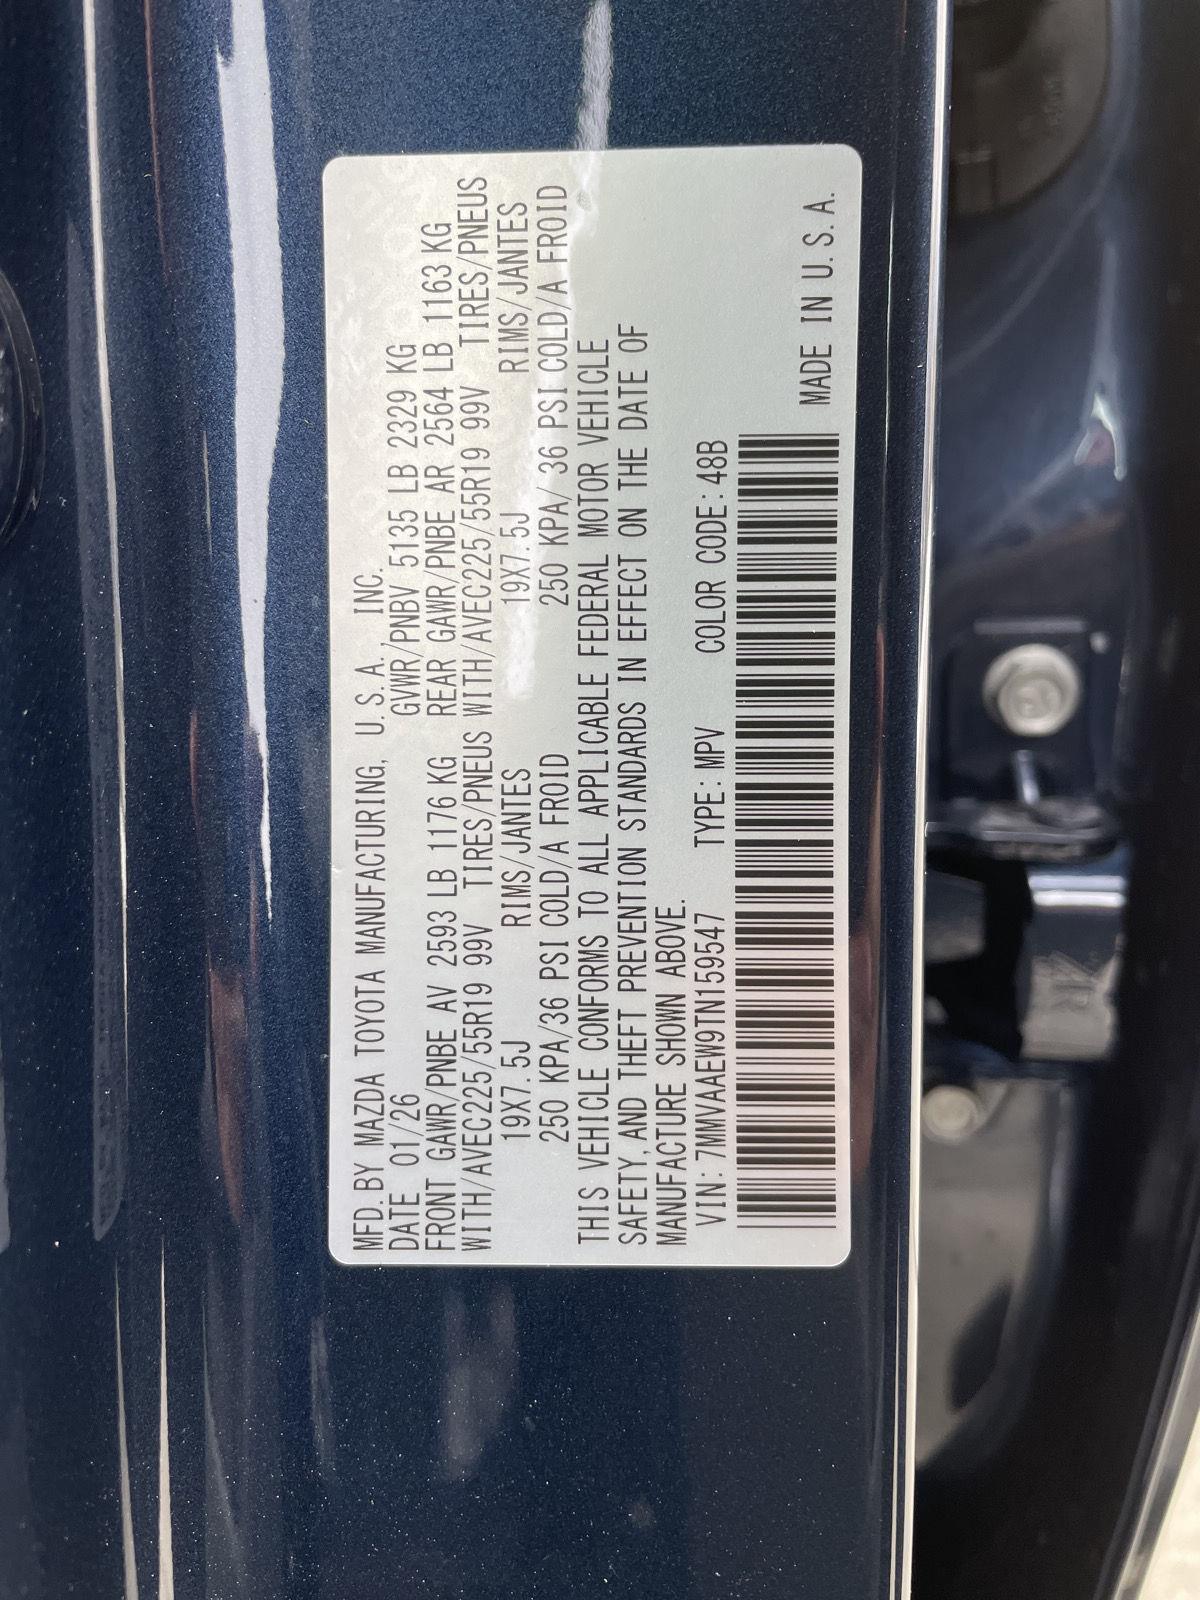 MFD. BY MAZDA TOYOTA MANUFACTURING, U.S.A., INC.
DATE 01/26 GVWR/PNBV 5135 LB 2329 KG
FRONT GAWR/PNBE AV 2593 LB 1176 KG REAR GAWR/PNBE AR 2564 LB 1163 KG
WITH/AVEC225/55R19 99V TIRES/PNEUS WITH/AVEC225/55R19 99V TIRES/PNEUS
19X7.5J RIMS/JANTES 19X7.5J RIMS/JANTES
250 KPA/36 PSI COLD/A FROID 250 KPA/ 36 PSI COLD/A FROID
THIS VEHICLE CONFORMS TO ALL APPLICABLE FEDERAL MOTOR VEHICLE
SAFETY, AND THEFT PREVENTION STANDARDS IN EFFECT ON THE DATE OF
MANUFACTURE SHOWN ABOVE.
VIN: 7MMVAAEW9TN159547 TYPE: MPV COLOR CODE: 48B
MADE IN U.S.A.